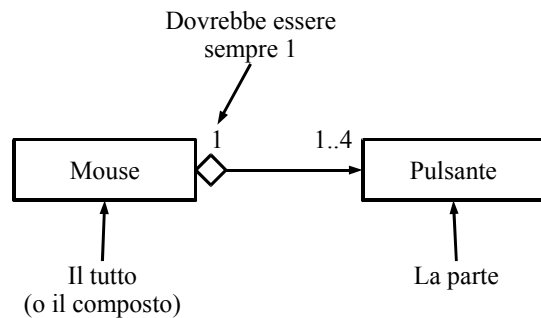 Dovrebbe essere
sempre 1
1
1..4
Mouse
Pulsante
Il tutto
(o il composto)
La parte